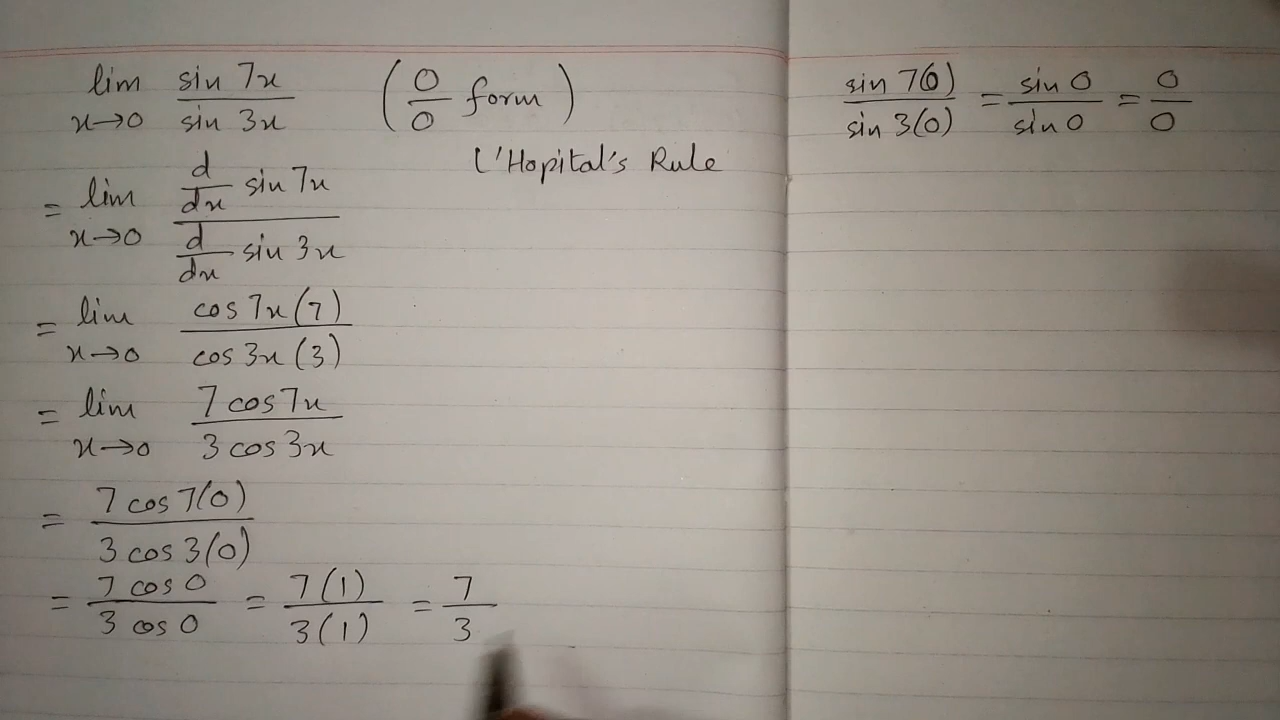 lim x→0 sin 7x / sin 3x (0/0 form)
L'Hopital's Rule
= lim x→0 d/dx sin 7x / d/dx sin 3x
= lim x→0 cos 7x (7) / cos 3x (3)
= lim x→0 7 cos 7x / 3 cos 3x
= 7 cos 7(0) / 3 cos 3(0)
= 7 cos 0 / 3 cos 0 = 7(1) / 3(1) = 7/3
sin 7(0) / sin 3(0) = sin 0 / sin 0 = 0/0